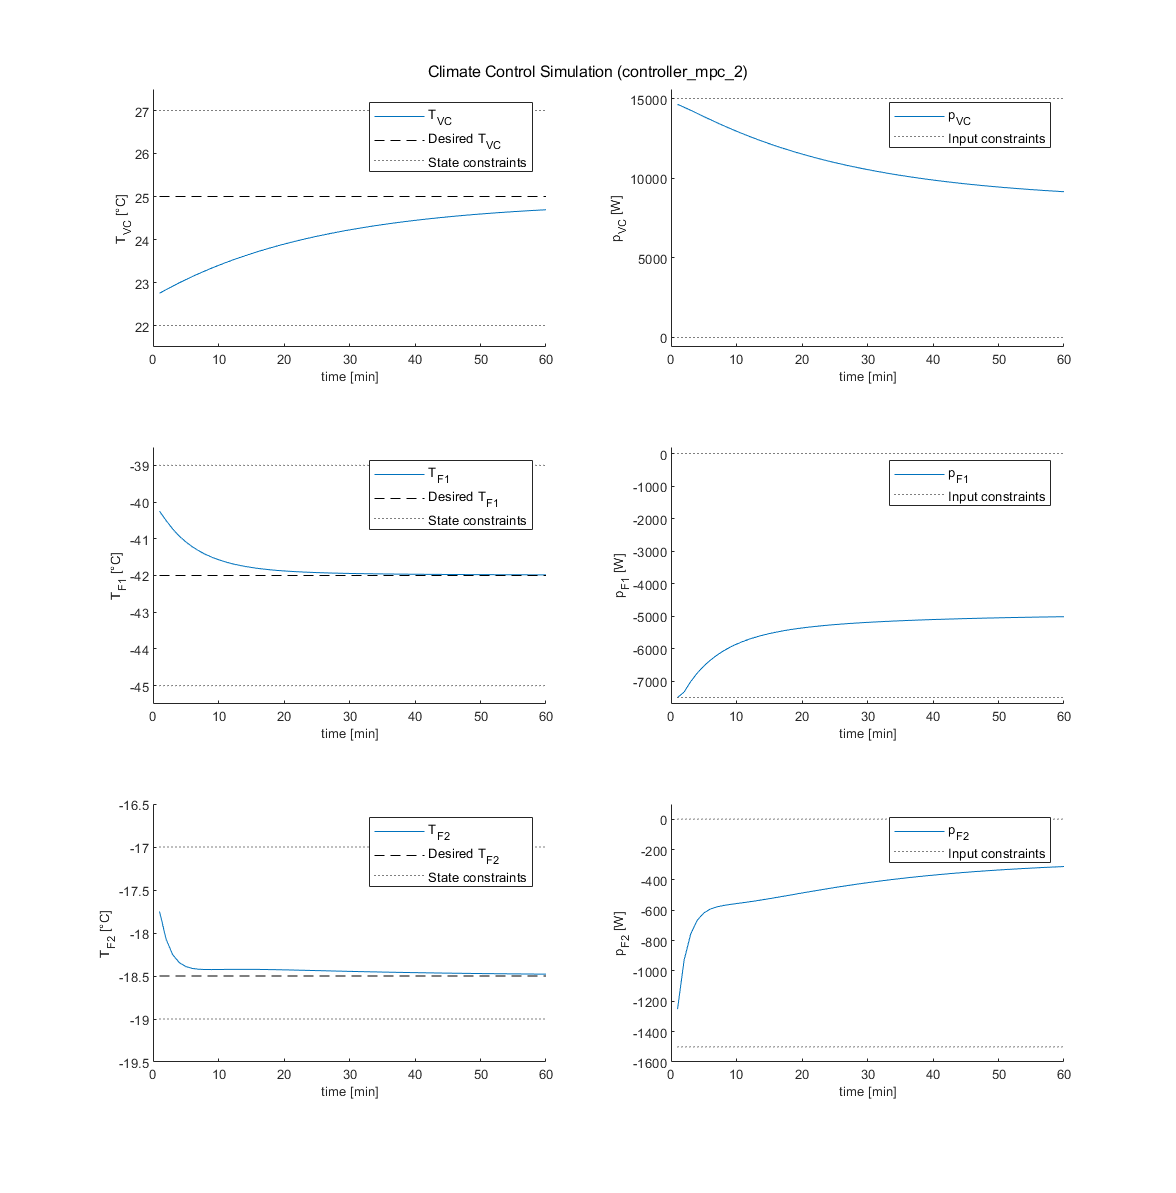 Climate Control Simulation (controller_mpc_2)
27
26
25
24
23
22
T_VC [°C]
T_VC
Desired T_VC
State constraints
0 10 20 30 40 50 60
time [min]
15000
10000
5000
0
p_VC [W]
p_VC
Input constraints
0 10 20 30 40 50 60
time [min]
-39
-40
-41
-42
-43
-44
-45
T_F1 [°C]
T_F1
Desired T_F1
State constraints
0 10 20 30 40 50 60
time [min]
0
-1000
-2000
-3000
-4000
-5000
-6000
-7000
p_F1 [W]
p_F1
Input constraints
0 10 20 30 40 50 60
time [min]
-16.5
-17
-17.5
-18
-18.5
-19
-19.5
T_F2 [°C]
T_F2
Desired T_F2
State constraints
0 10 20 30 40 50 60
time [min]
0
-200
-400
-600
-800
-1000
-1200
-1400
-1600
p_F2 [W]
p_F2
Input constraints
0 10 20 30 40 50 60
time [min]